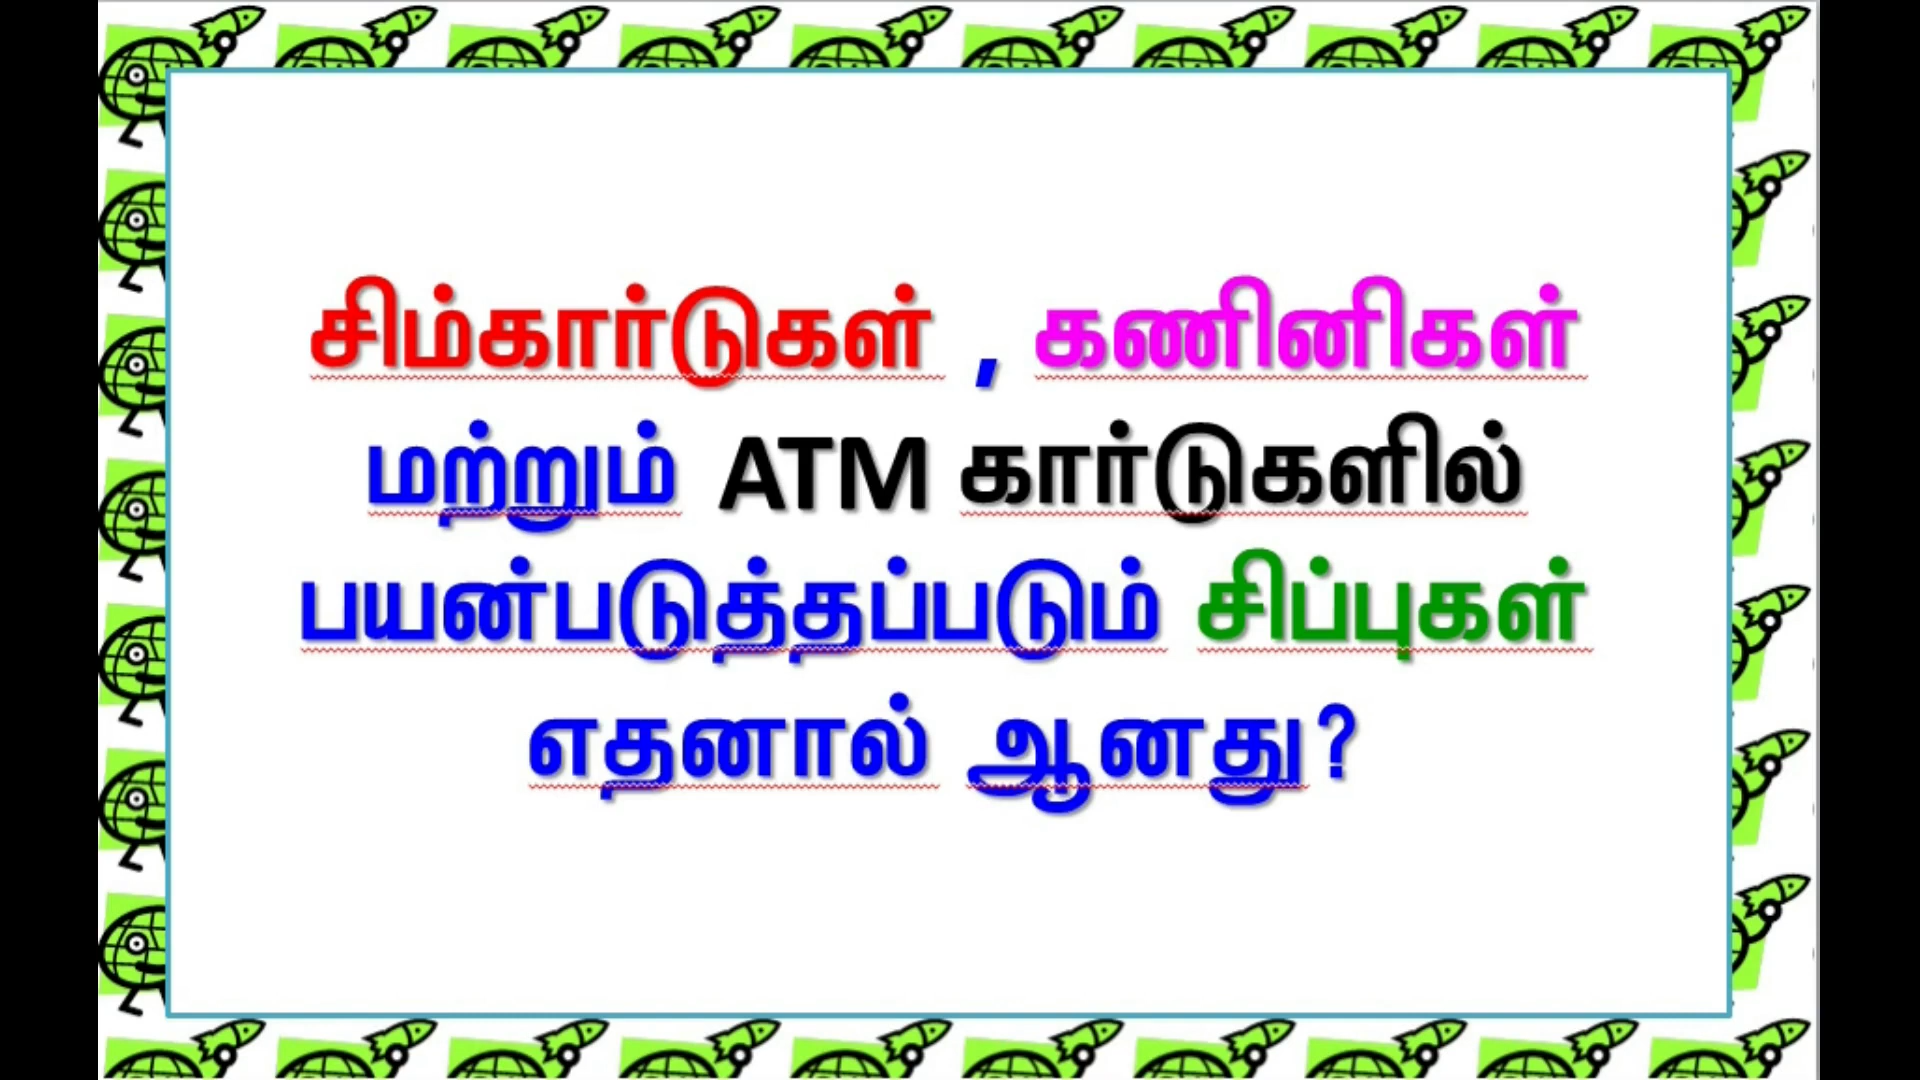 சிம்கார்டுகள் , கணினிகள்
மற்றும் ATM கார்டுகளில்
பயன்படுத்தப்படும் சிப்புகள்
எதனால் ஆனது?